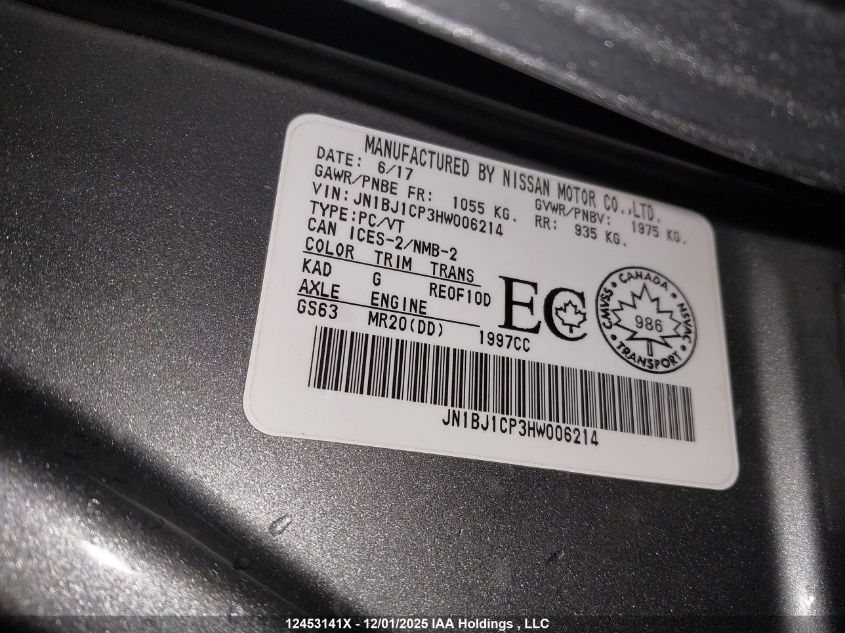 MANUFACTURED BY NISSAN MOTOR CO.,LTD.
DATE: 6/17 GVWR/PNBV: 1975 KG.
GAWR/PNBE FR: 1055 KG. RR: 935 KG.
VIN:JN1BJ1CP3HW006214
TYPE:PC/VT
CAN ICES-2/NMB-2
COLOR TRIM TRANS
KAD G RE0F10D
AXLE ENGINE
GS63 MR20(DD) 1997CC
EC
CANADA
CMVSS
NSVAC
986
TRANSPORT
JN1BJ1CP3HW006214
12453141X - 12/01/2025 IAA Holdings , LLC